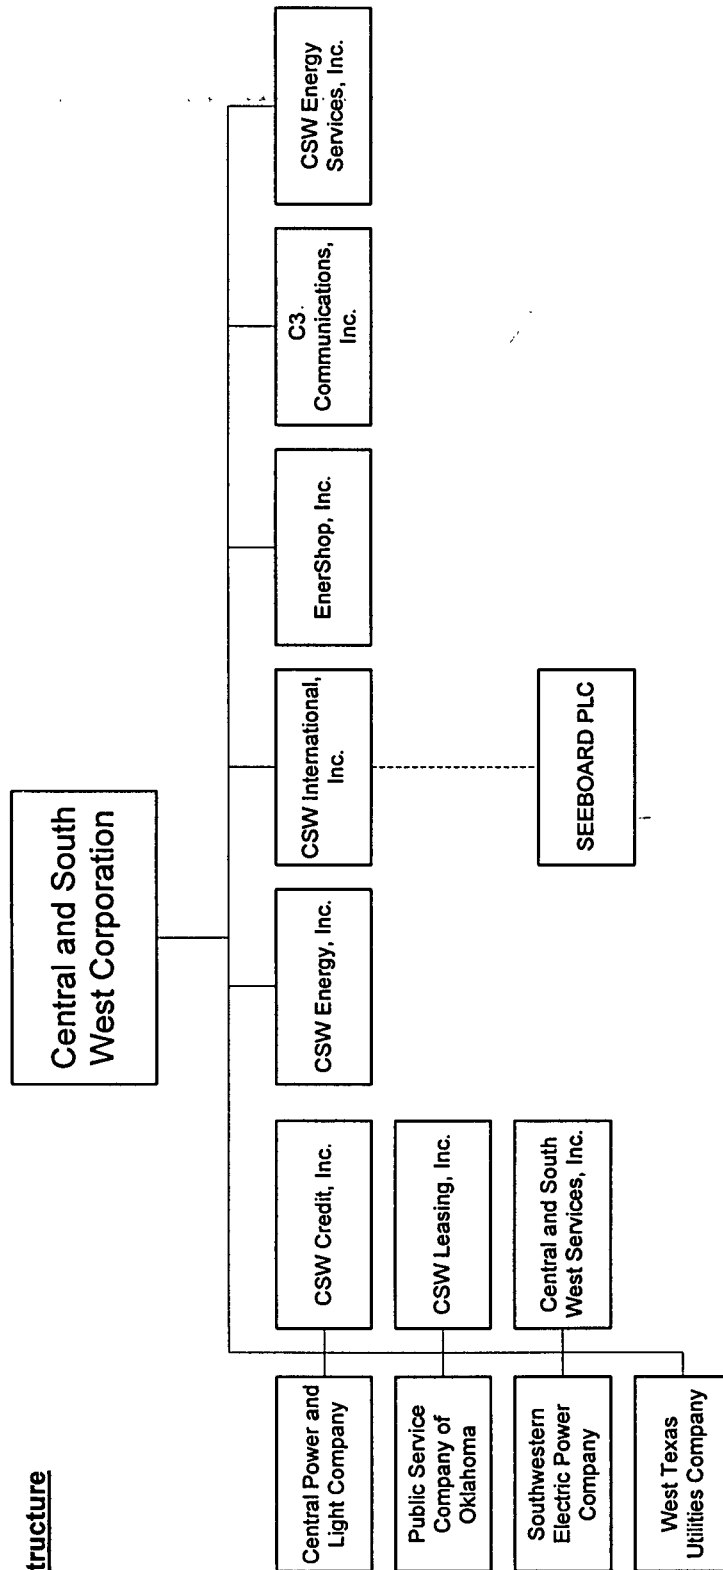 tructure
Central and South
West Corporation
Central Power and
Light Company
CSW Credit, Inc.
CSW Energy, Inc.
CSW International,
Inc.
EnerShop, Inc.
C3
Communications,
Inc.
CSW Energy
Services, Inc.
Public Service
Company of
Oklahoma
CSW Leasing, Inc.
SEEBOARD PLC
Southwestern
Electric Power
Company
Central and South
West Services, Inc.
West Texas
Utilities Company